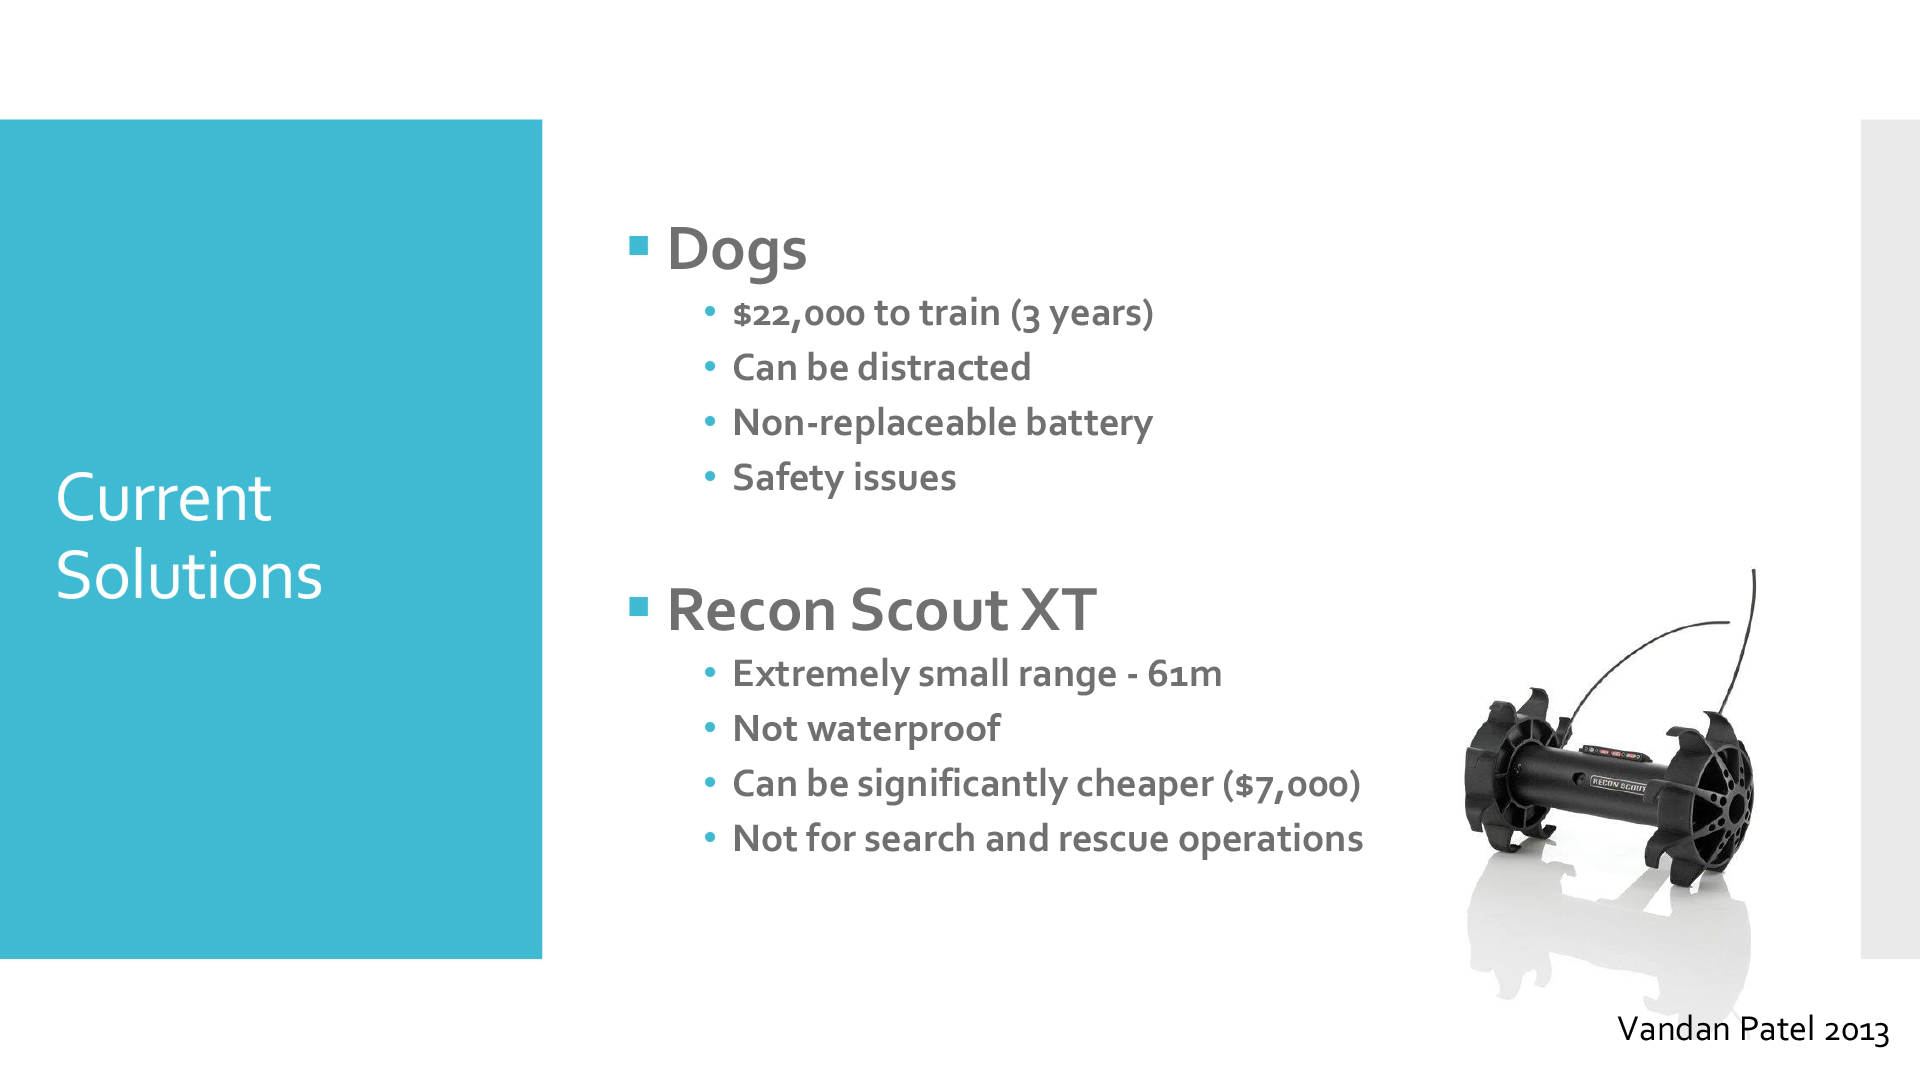 Current
Solutions
Dogs
$22,000 to train (3 years)
Can be distracted
Non-replaceable battery
Safety issues
Recon Scout XT
Extremely small range - 61m
Not waterproof
Can be significantly cheaper ($7,000)
Not for search and rescue operations
RECON SCOUT
Vandan Patel 2013